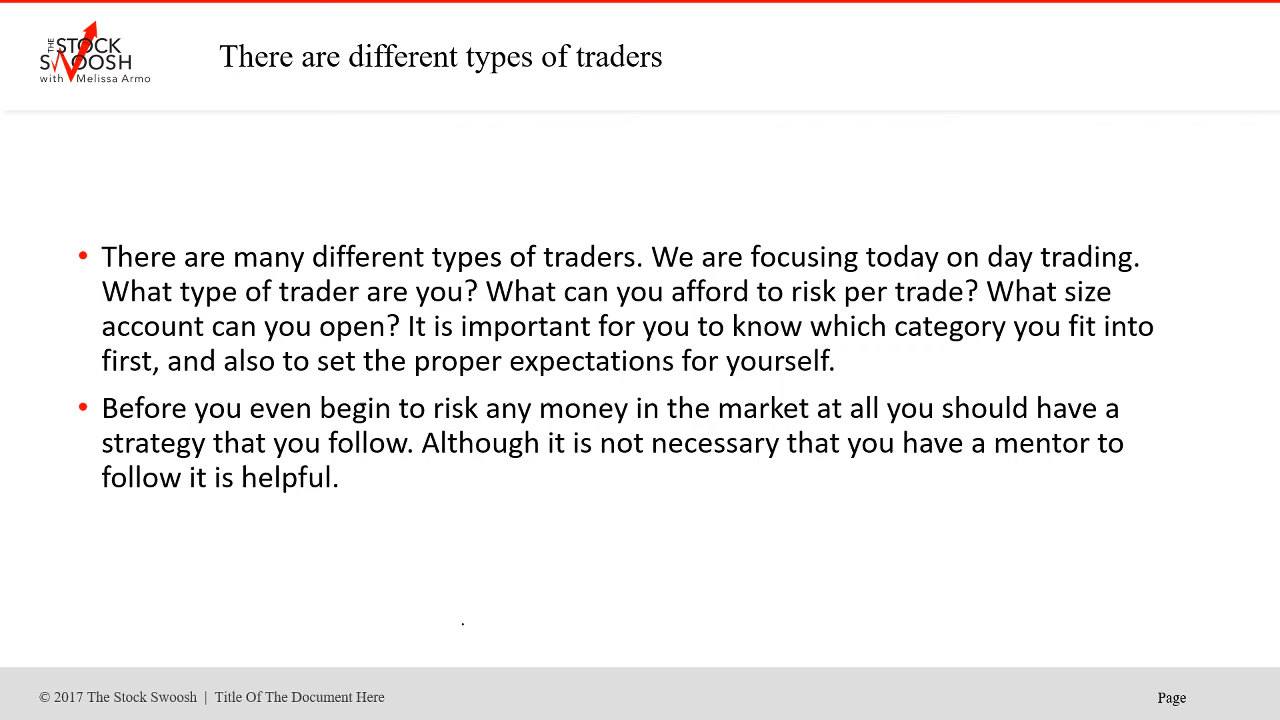 THE STOCK
SWOOSH
with Melissa Armo
There are different types of traders
• There are many different types of traders. We are focusing today on day trading.
What type of trader are you? What can you afford to risk per trade? What size
account can you open? It is important for you to know which category you fit into
first, and also to set the proper expectations for yourself.
• Before you even begin to risk any money in the market at all you should have a
strategy that you follow. Although it is not necessary that you have a mentor to
follow it is helpful.
.
© 2017 The Stock Swoosh | Title Of The Document Here
Page